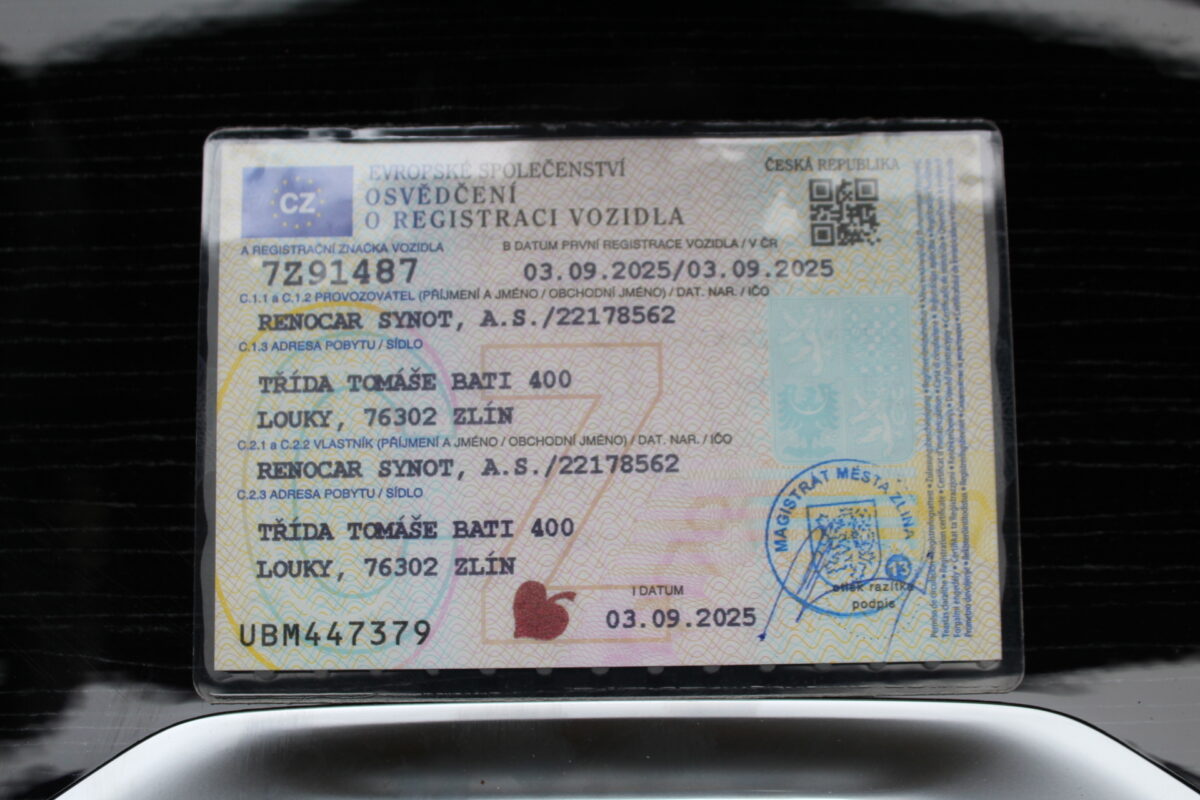 EVROPSKÉ SPOLEČENSTVÍ
ČESKÁ REPUBLIKA
CZ
OSVĚDČENÍ
O REGISTRACI VOZIDLA
A REGISTRAČNÍ ZNAČKA VOZIDLA
B DATUM PRVNÍ REGISTRACE VOZIDLA / V ČR
7Z91487
03.09.2025/03.09.2025
C.1.1 a C.1.2 PROVOZOVATEL (PŘÍJMENÍ A JMÉNO / OBCHODNÍ JMÉNO) / DAT. NAR. / IČO
RENOCAR SYNOT, A.S./22178562
C.1.3 ADRESA POBYTU / SÍDLO
TŘÍDA TOMÁŠE BATI 400
LOUKY, 76302 ZLÍN
C.2.1 a C.2.2 VLASTNÍK (PŘÍJMENÍ A JMÉNO / OBCHODNÍ JMÉNO) / DAT. NAR. / IČO
RENOCAR SYNOT, A.S./22178562
C.2.3 ADRESA POBYTU / SÍDLO
TŘÍDA TOMÁŠE BATI 400
LOUKY, 76302 ZLÍN
MAGISTRÁT MĚSTA ZLÍNA
13
otisk razítka
podpis
I DATUM
03.09.2025
UBM447379